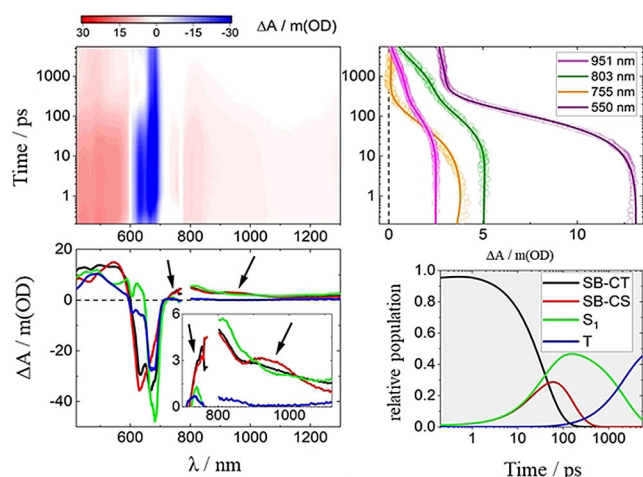 30 15 0 -15 -30 ΔA / m(OD)
Time / ps
1000
100
10
1
600 800 1000 1200
951 nm
803 nm
755 nm
550 nm
1000
100
10
1
0 5 10
ΔA / m(OD)
ΔA / m(OD)
20
0
-20
-40
6
3
0
800 1000
600 800 1000 1200
λ / nm
relative population
1.0
0.8
0.6
0.4
0.2
0.0
SB-CT
SB-CS
S₁
T
1 10 100 1000
Time / ps